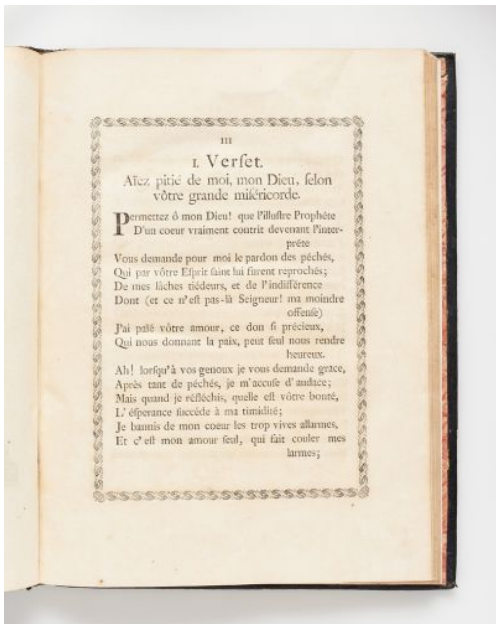 III
I. Verſet.
Aïez pitié de moi, mon Dieu, ſelon
vôtre grande miſéricorde.
Permettez ô mon Dieu! que l'illuſtre Prophète
D'un coeur vraiment contrit devenant l'inter-
prète
Vous demande pour moi le pardon des péchés,
Qui par vôtre Eſprit ſaint lui furent reprochés;
De mes lâches tiédeurs, et de l'indifférence
Dont (et ce n'eſt pas-là Seigneur! ma moindre
offenſe)
J'ai païé vôtre amour, ce don ſi précieux,
Qui nous donnant la paix, peut ſeul nous rendre
heureux.
Ah! lorſqu'à vos genoux je vous demande grace,
Après tant de péchés, je m'accuſe d'audace;
Mais quand je réfléchis, quelle eſt vôtre bonté,
L'éſperance ſuccède à ma timidité;
Je bannis de mon coeur les trop vives allarmes,
Et c'eſt mon amour ſeul, qui fait couler mes
larmes;